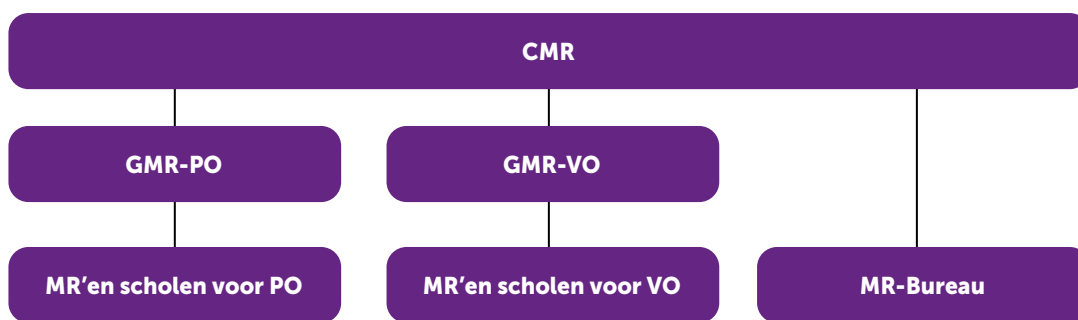 CMR
GMR-PO
GMR-VO
MR’en scholen voor PO
MR’en scholen voor VO
MR-Bureau